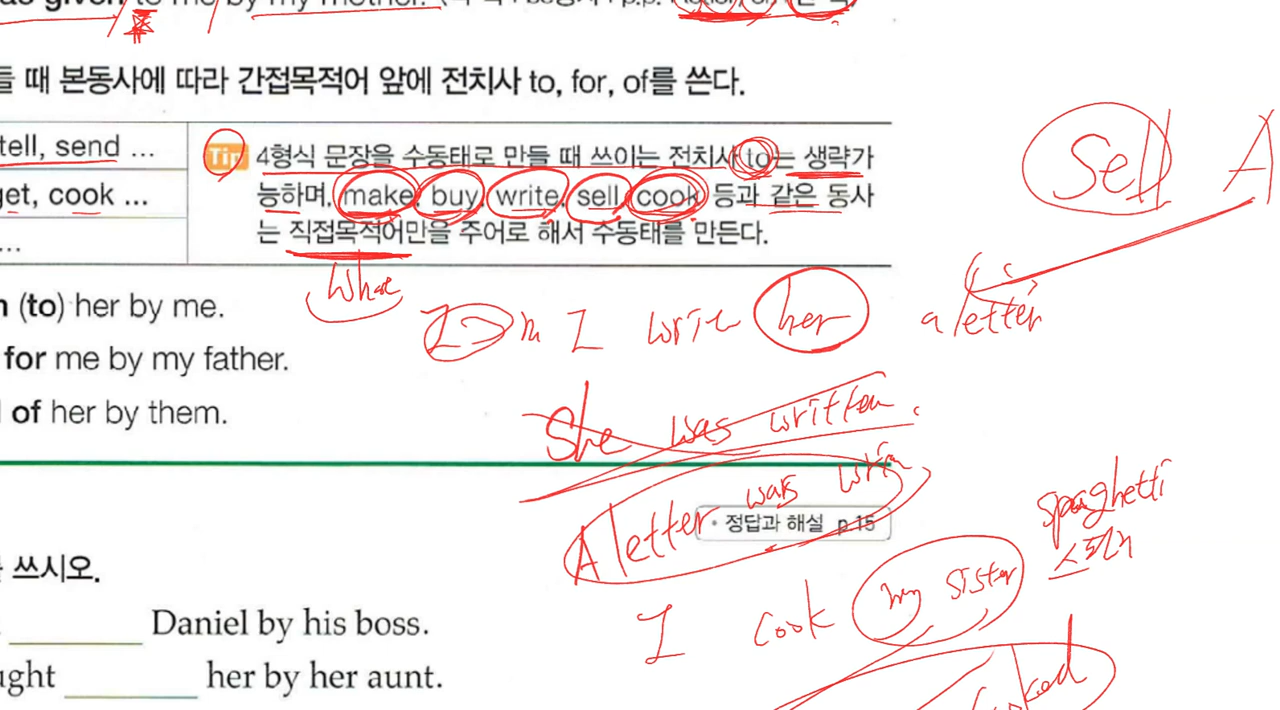 as given to me by my mother.
들 때 본동사에 따라 간접목적어 앞에 전치사 to, for, of를 쓴다.
tell, send ...
get, cook ...
...
Tip 4형식 문장을 수동태로 만들 때 쓰이는 전치사 to는 생략가
능하며, make, buy, write, sell, cook 등과 같은 동사
는 직접목적어만을 주어로 해서 수동태를 만든다.
Sell A
What
(to) her by me.
for me by my father.
of her by them.
I write her a letter
She was written.
A letter was
• 정답과 해설 p.15
쓰시오.
Daniel by his boss.
ught her by her aunt.
I cook my sister spaghetti
cooked